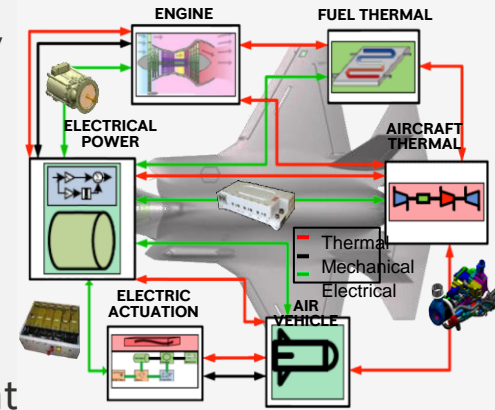 ENGINE
FUEL THERMAL
ELECTRICAL
POWER
AIRCRAFT
THERMAL
Thermal
Mechanical
Electrical
ELECTRIC
ACTUATION
AIR
VEHICLE